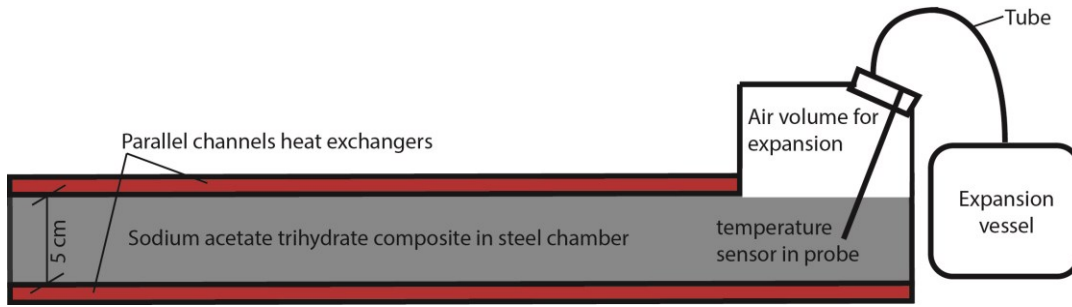 Tube
Air volume for
expansion
Parallel channels heat exchangers
Expansion
vessel
5 cm
Sodium acetate trihydrate composite in steel chamber
temperature
sensor in probe